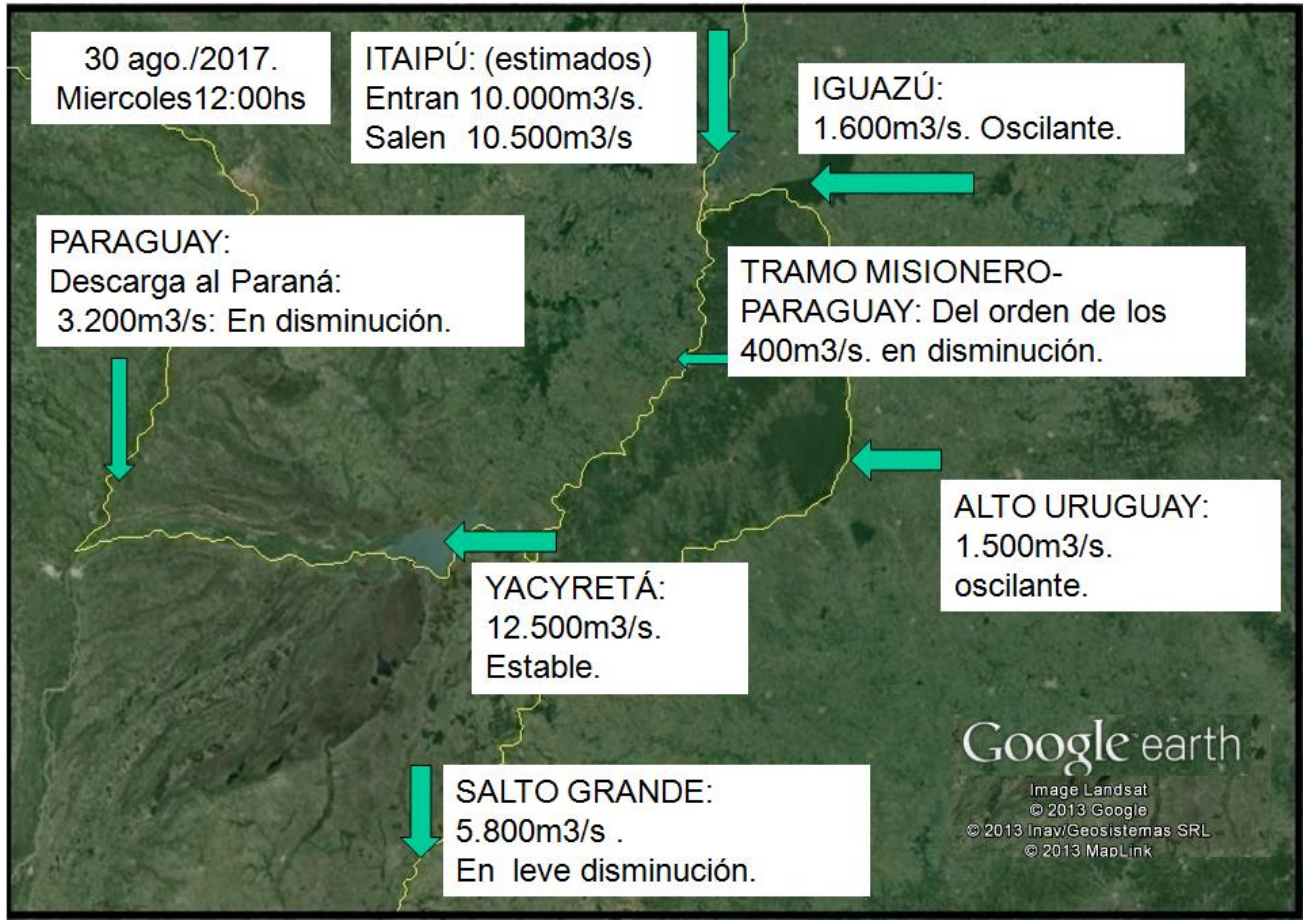 30 ago./2017.
Miercoles12:00hs
ITAIPÚ: (estimados)
Entran 10.000m3/s.
Salen 10.500m3/s
IGUAZÚ:
1.600m3/s. Oscilante.
PARAGUAY:
Descarga al Paraná:
3.200m3/s: En disminución.
TRAMO MISIONERO-
PARAGUAY: Del orden de los
400m3/s. en disminución.
ALTO URUGUAY:
1.500m3/s.
oscilante.
YACYRETÁ:
12.500m3/s.
Estable.
SALTO GRANDE:
5.800m3/s .
En leve disminución.
Google earth
Image Landsat
© 2013 Google
© 2013 Inav/Geosistemas SRL
© 2013 MapLink